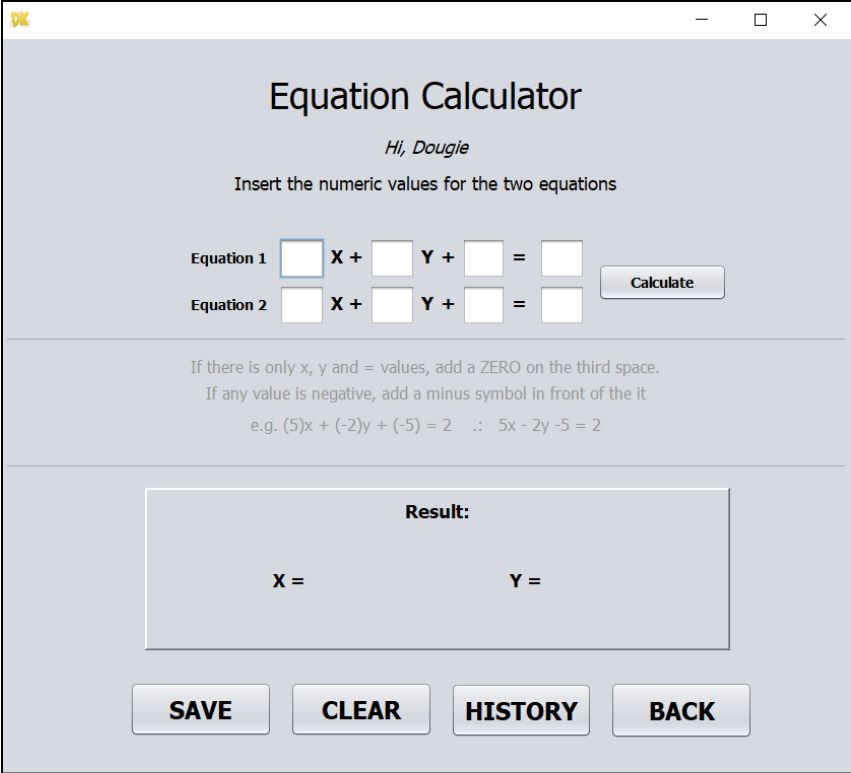 DK
Equation Calculator
Hi, Dougie
Insert the numeric values for the two equations
Equation 1 X + Y + =
Calculate
Equation 2 X + Y + =
If there is only x, y and = values, add a ZERO on the third space.
If any value is negative, add a minus symbol in front of the it
e.g. (5)x + (-2)y + (-5) = 2 .: 5x - 2y -5 = 2
Result:
X = Y =
SAVE CLEAR HISTORY BACK